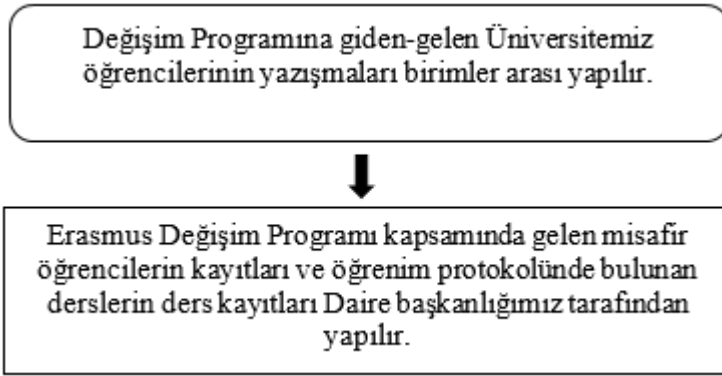 Değişim Programına giden-gelen Üniversitemiz
öğrencilerinin yazışmaları birimler arası yapılır.
Erasmus Değişim Programı kapsamında gelen misafir
öğrencilerin kayıtları ve öğrenim protokolünde bulunan
derslerin ders kayıtları Daire başkanlığımız tarafından
yapılır.